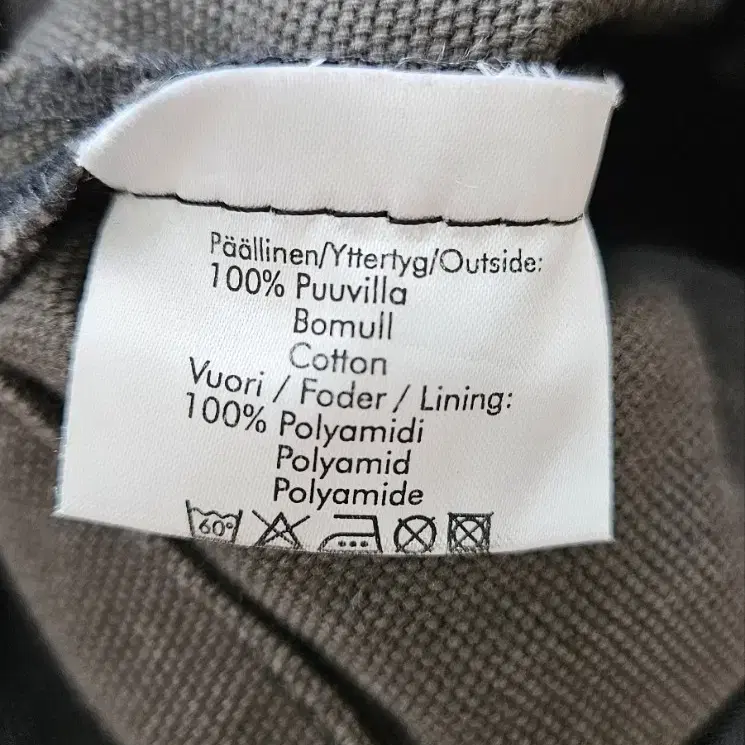 Päällinen/Yttertyg/Outside:
100% Puuvilla
Bomull
Cotton
Vuori / Foder / Lining:
100% Polyamidi
Polyamid
Polyamide
60°